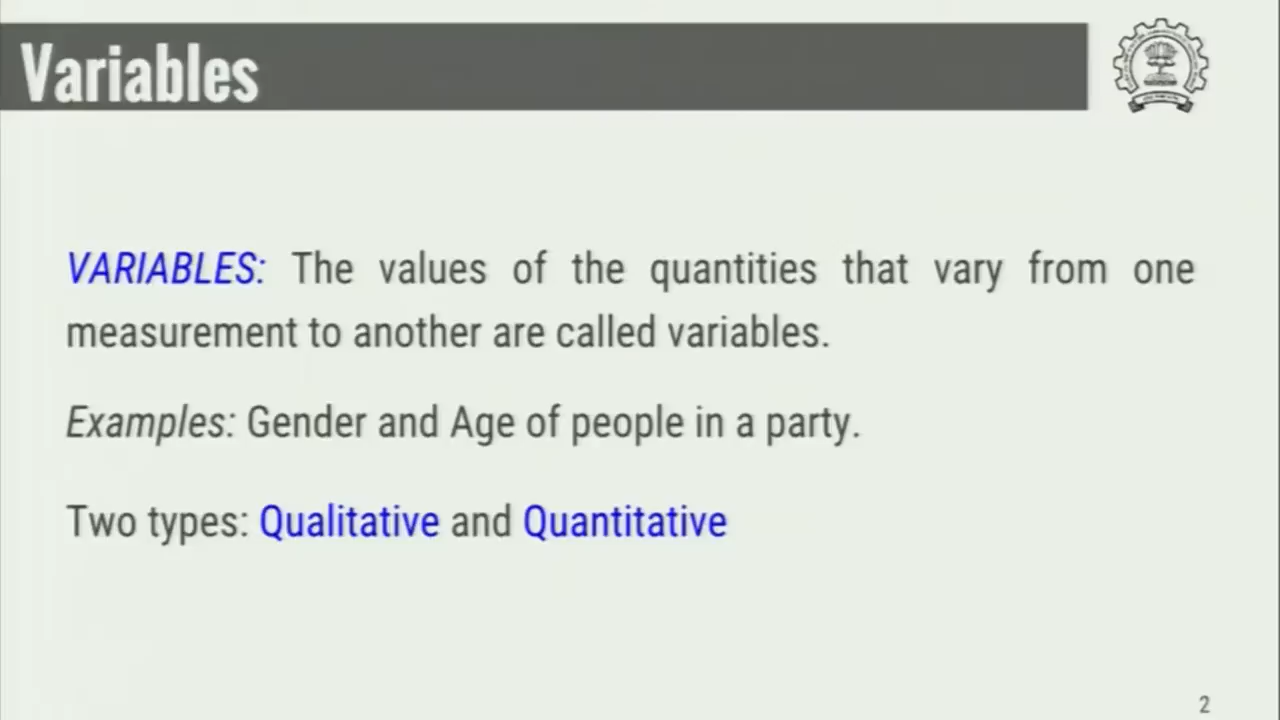 Variables
VARIABLES: The values of the quantities that vary from one
measurement to another are called variables.
Examples: Gender and Age of people in a party.
Two types: Qualitative and Quantitative
2